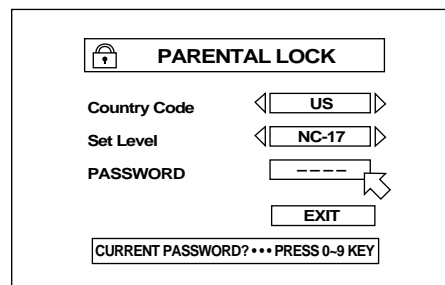 PARENTAL LOCK
Country Code US
Set Level NC-17
PASSWORD ----
EXIT
CURRENT PASSWORD? ••• PRESS 0~9 KEY